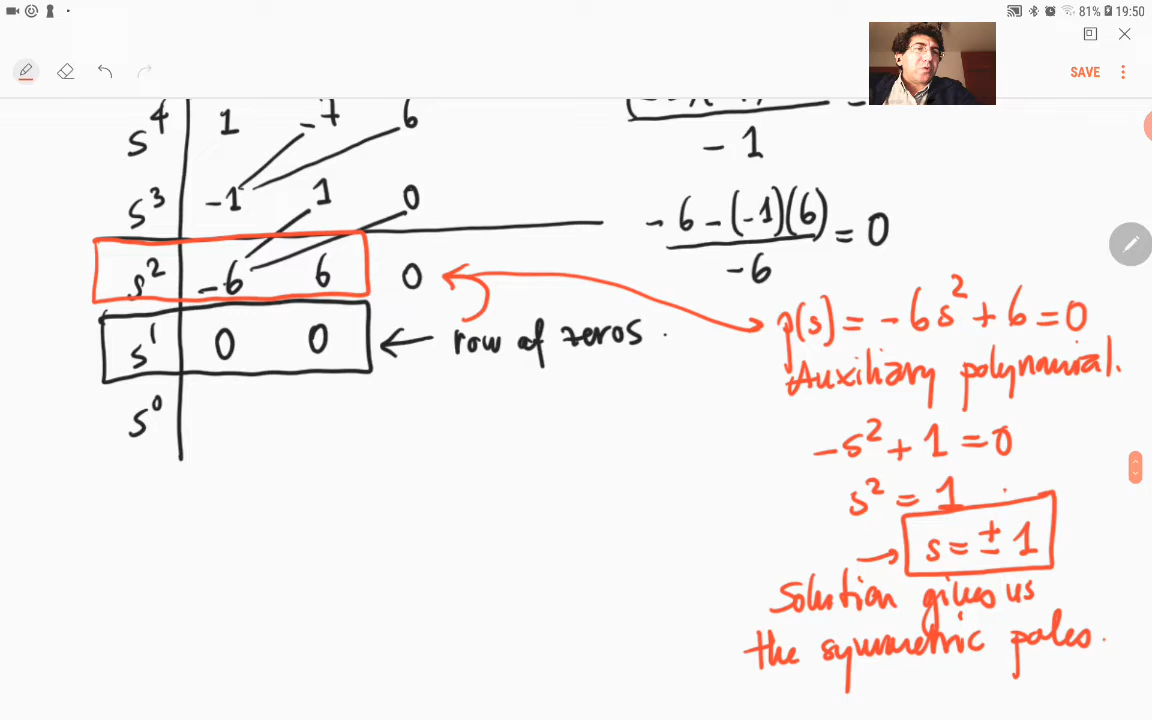 81% 19:50
SAVE
s⁴ 1 -7 6
s³ -1 1 0
s² -6 6 0
s¹ 0 0 ← row of zeros.
s⁰
- 1
- 6 - (-1)(6) = 0
-6
p(s) = -6s² + 6 = 0
Auxiliary polynomial.
-s² + 1 = 0
s² = 1
→ s = ± 1
Solution gives us
the symmetric poles.